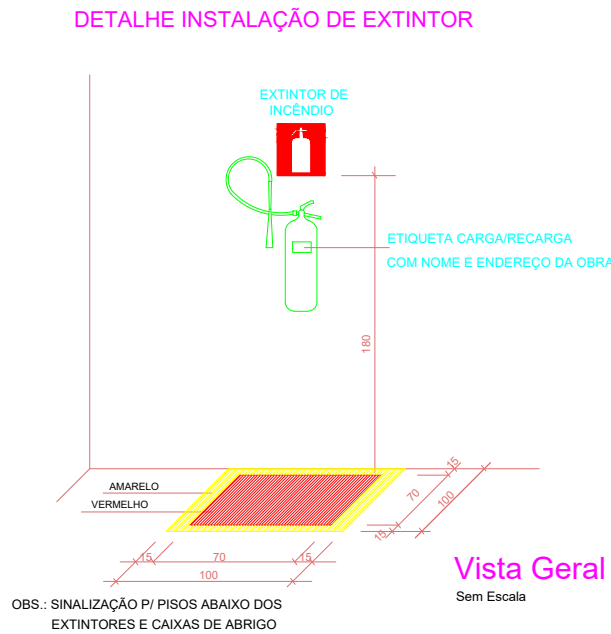 DETALHE INSTALAÇÃO DE EXTINTOR
EXTINTOR DE
INCÊNDIO
ETIQUETA CARGA/RECARGA
COM NOME E ENDEREÇO DA OBRA
180
AMARELO
VERMELHO
15
70
15
100
15
70
15
100
Vista Geral
Sem Escala
OBS.: SINALIZAÇÃO P/ PISOS ABAIXO DOS
EXTINTORES E CAIXAS DE ABRIGO